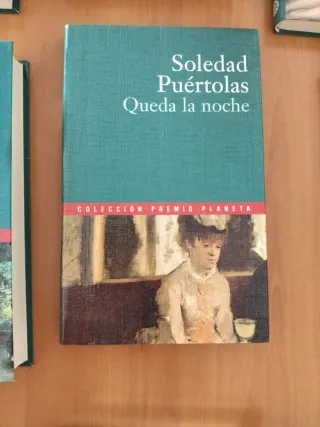 Soledad
Puértolas
Queda la noche
COLECCIÓN PREMIO PLANETA